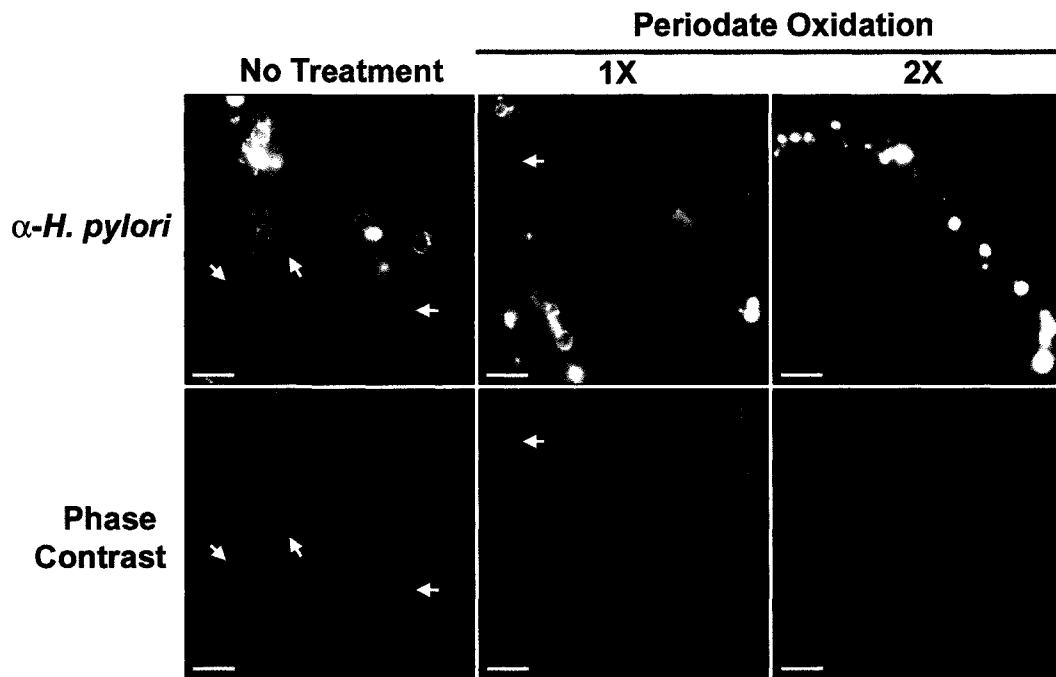 Periodate Oxidation
No Treatment 1X 2X
α-H. pylori
Phase
Contrast